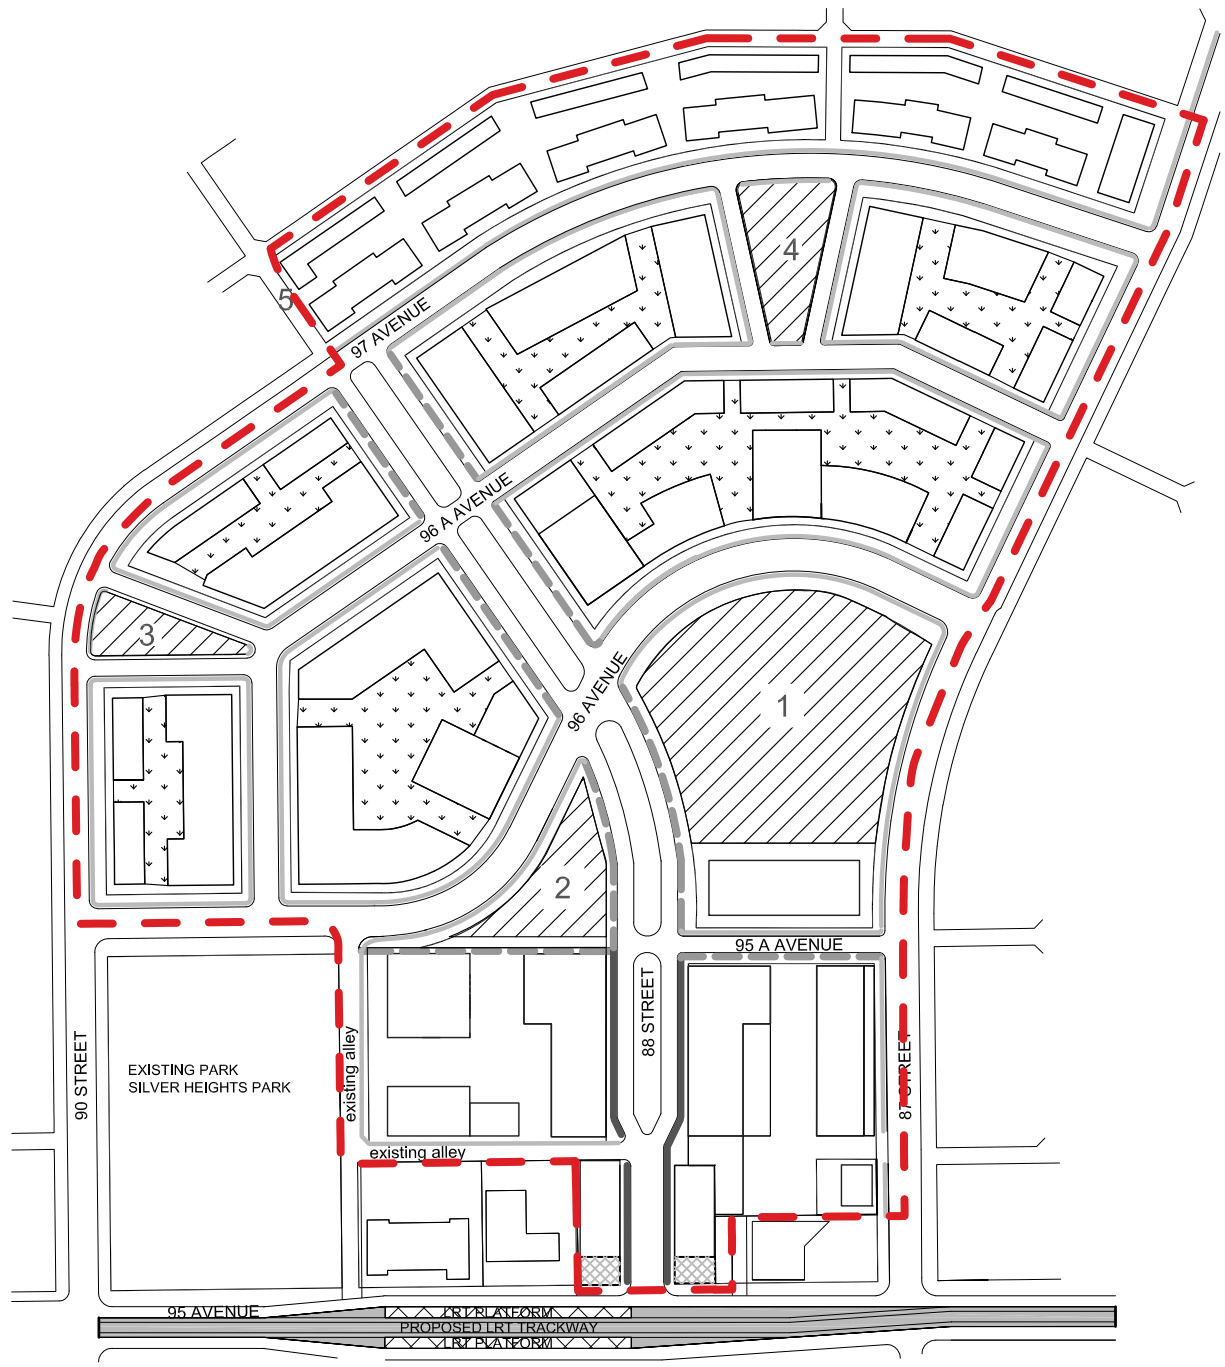 4
5
97 AVENUE
96 A AVENUE
3
96 AVENUE
1
2
95 A AVENUE
88 STREET
90 STREET
EXISTING PARK
SILVER HEIGHTS PARK
existing alley
87 STREET
existing alley
95 AVENUE
LRT PLATFORM
PROPOSED LRT TRACKWAY
LRT PLATFORM